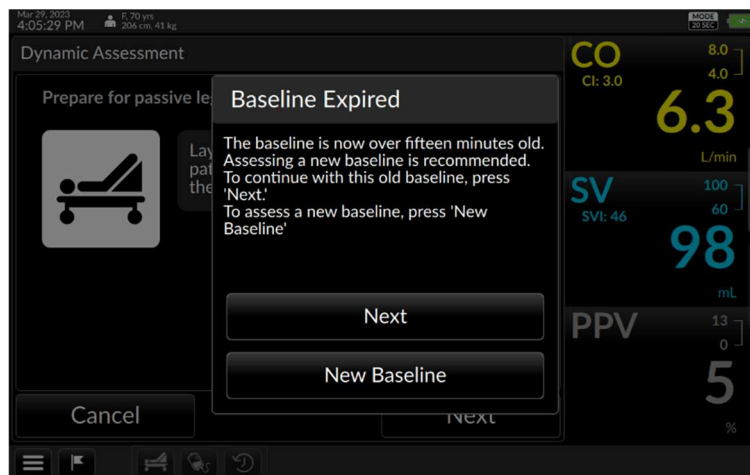 Mar 29, 2023
4:05:29 PM
F, 70 yrs
206 cm, 41 kg
MODE
20 SEC
Dynamic Assessment
Prepare for passive le
Lay
pat
the
Baseline Expired
The baseline is now over fifteen minutes old.
Assessing a new baseline is recommended.
To continue with this old baseline, press
'Next.'
To assess a new baseline, press 'New
Baseline'
Next
New Baseline
Cancel
Next
CO
CI: 3.0
8.0
4.0
6.3
L/min
SV
SVI: 46
100
60
98
mL
PPV
13
0
5
%